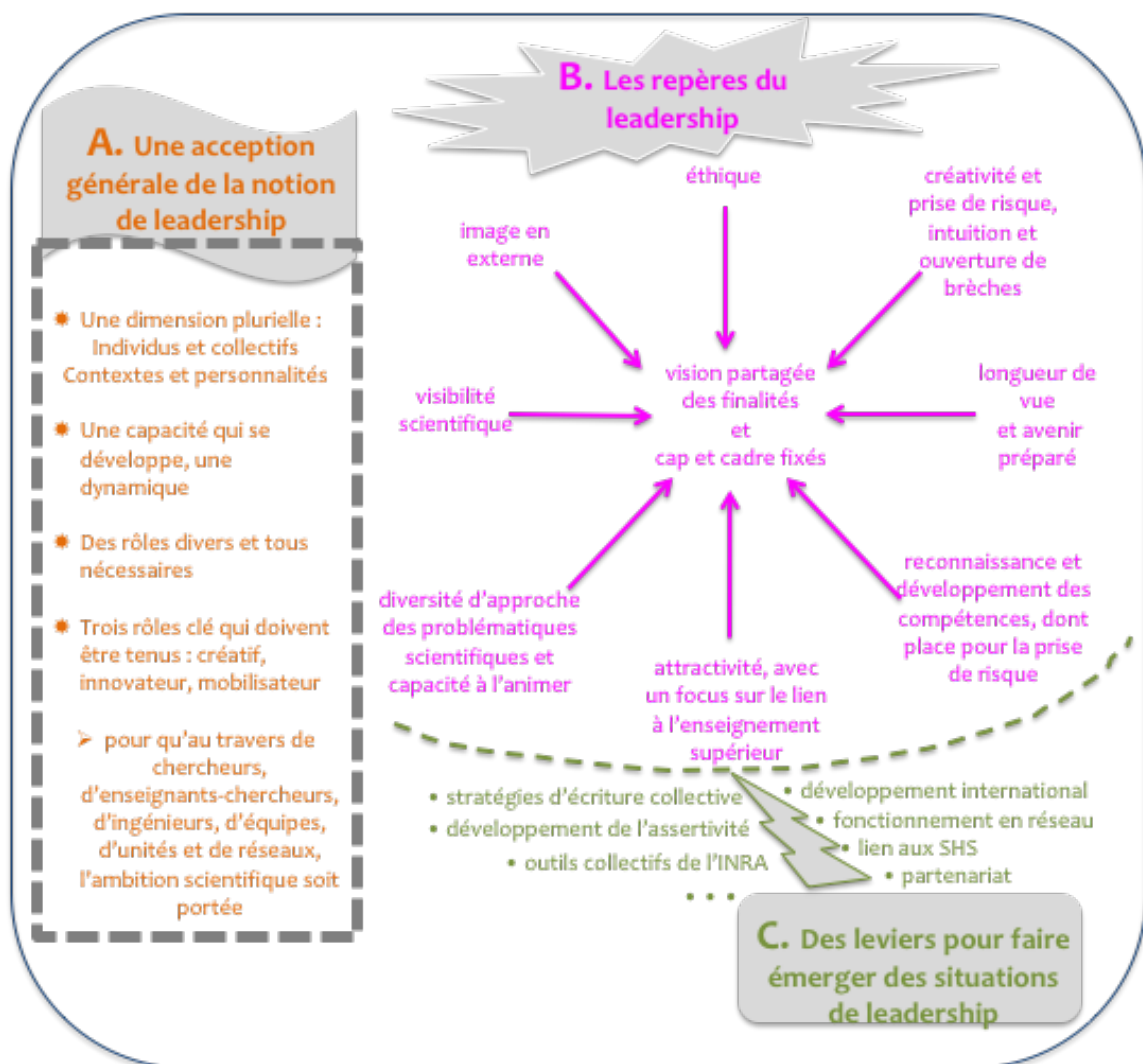 A. Une acception
générale de la notion
de leadership
✹ Une dimension plurielle :
Individus et collectifs
Contextes et personnalités
✹ Une capacité qui se
développe, une
dynamique
✹ Des rôles divers et tous
nécessaires
✹ Trois rôles clé qui doivent
être tenus : créatif,
innovateur, mobilisateur
➢ pour qu'au travers de
chercheurs,
d'enseignants-chercheurs,
d'ingénieurs, d'équipes,
d'unités et de réseaux,
l'ambition scientifique soit
portée
B. Les repères du
leadership
éthique
créativité et
prise de risque,
intuition et
ouverture de
brèches
image en
externe
visibilité
scientifique
vision partagée
des finalités
et
cap et cadre fixés
longueur de
vue
et avenir
préparé
diversité d'approche
des problématiques
scientifiques et
capacité à l'animer
attractivité, avec
un focus sur le lien
à l'enseignement
supérieur
reconnaissance et
développement des
compétences, dont
place pour la prise
de risque
• stratégies d'écriture collective
• développement de l'assertivité
• outils collectifs de l'INRA
• • •
• développement international
• fonctionnement en réseau
• lien aux SHS
• partenariat
C. Des leviers pour faire
émerger des situations
de leadership